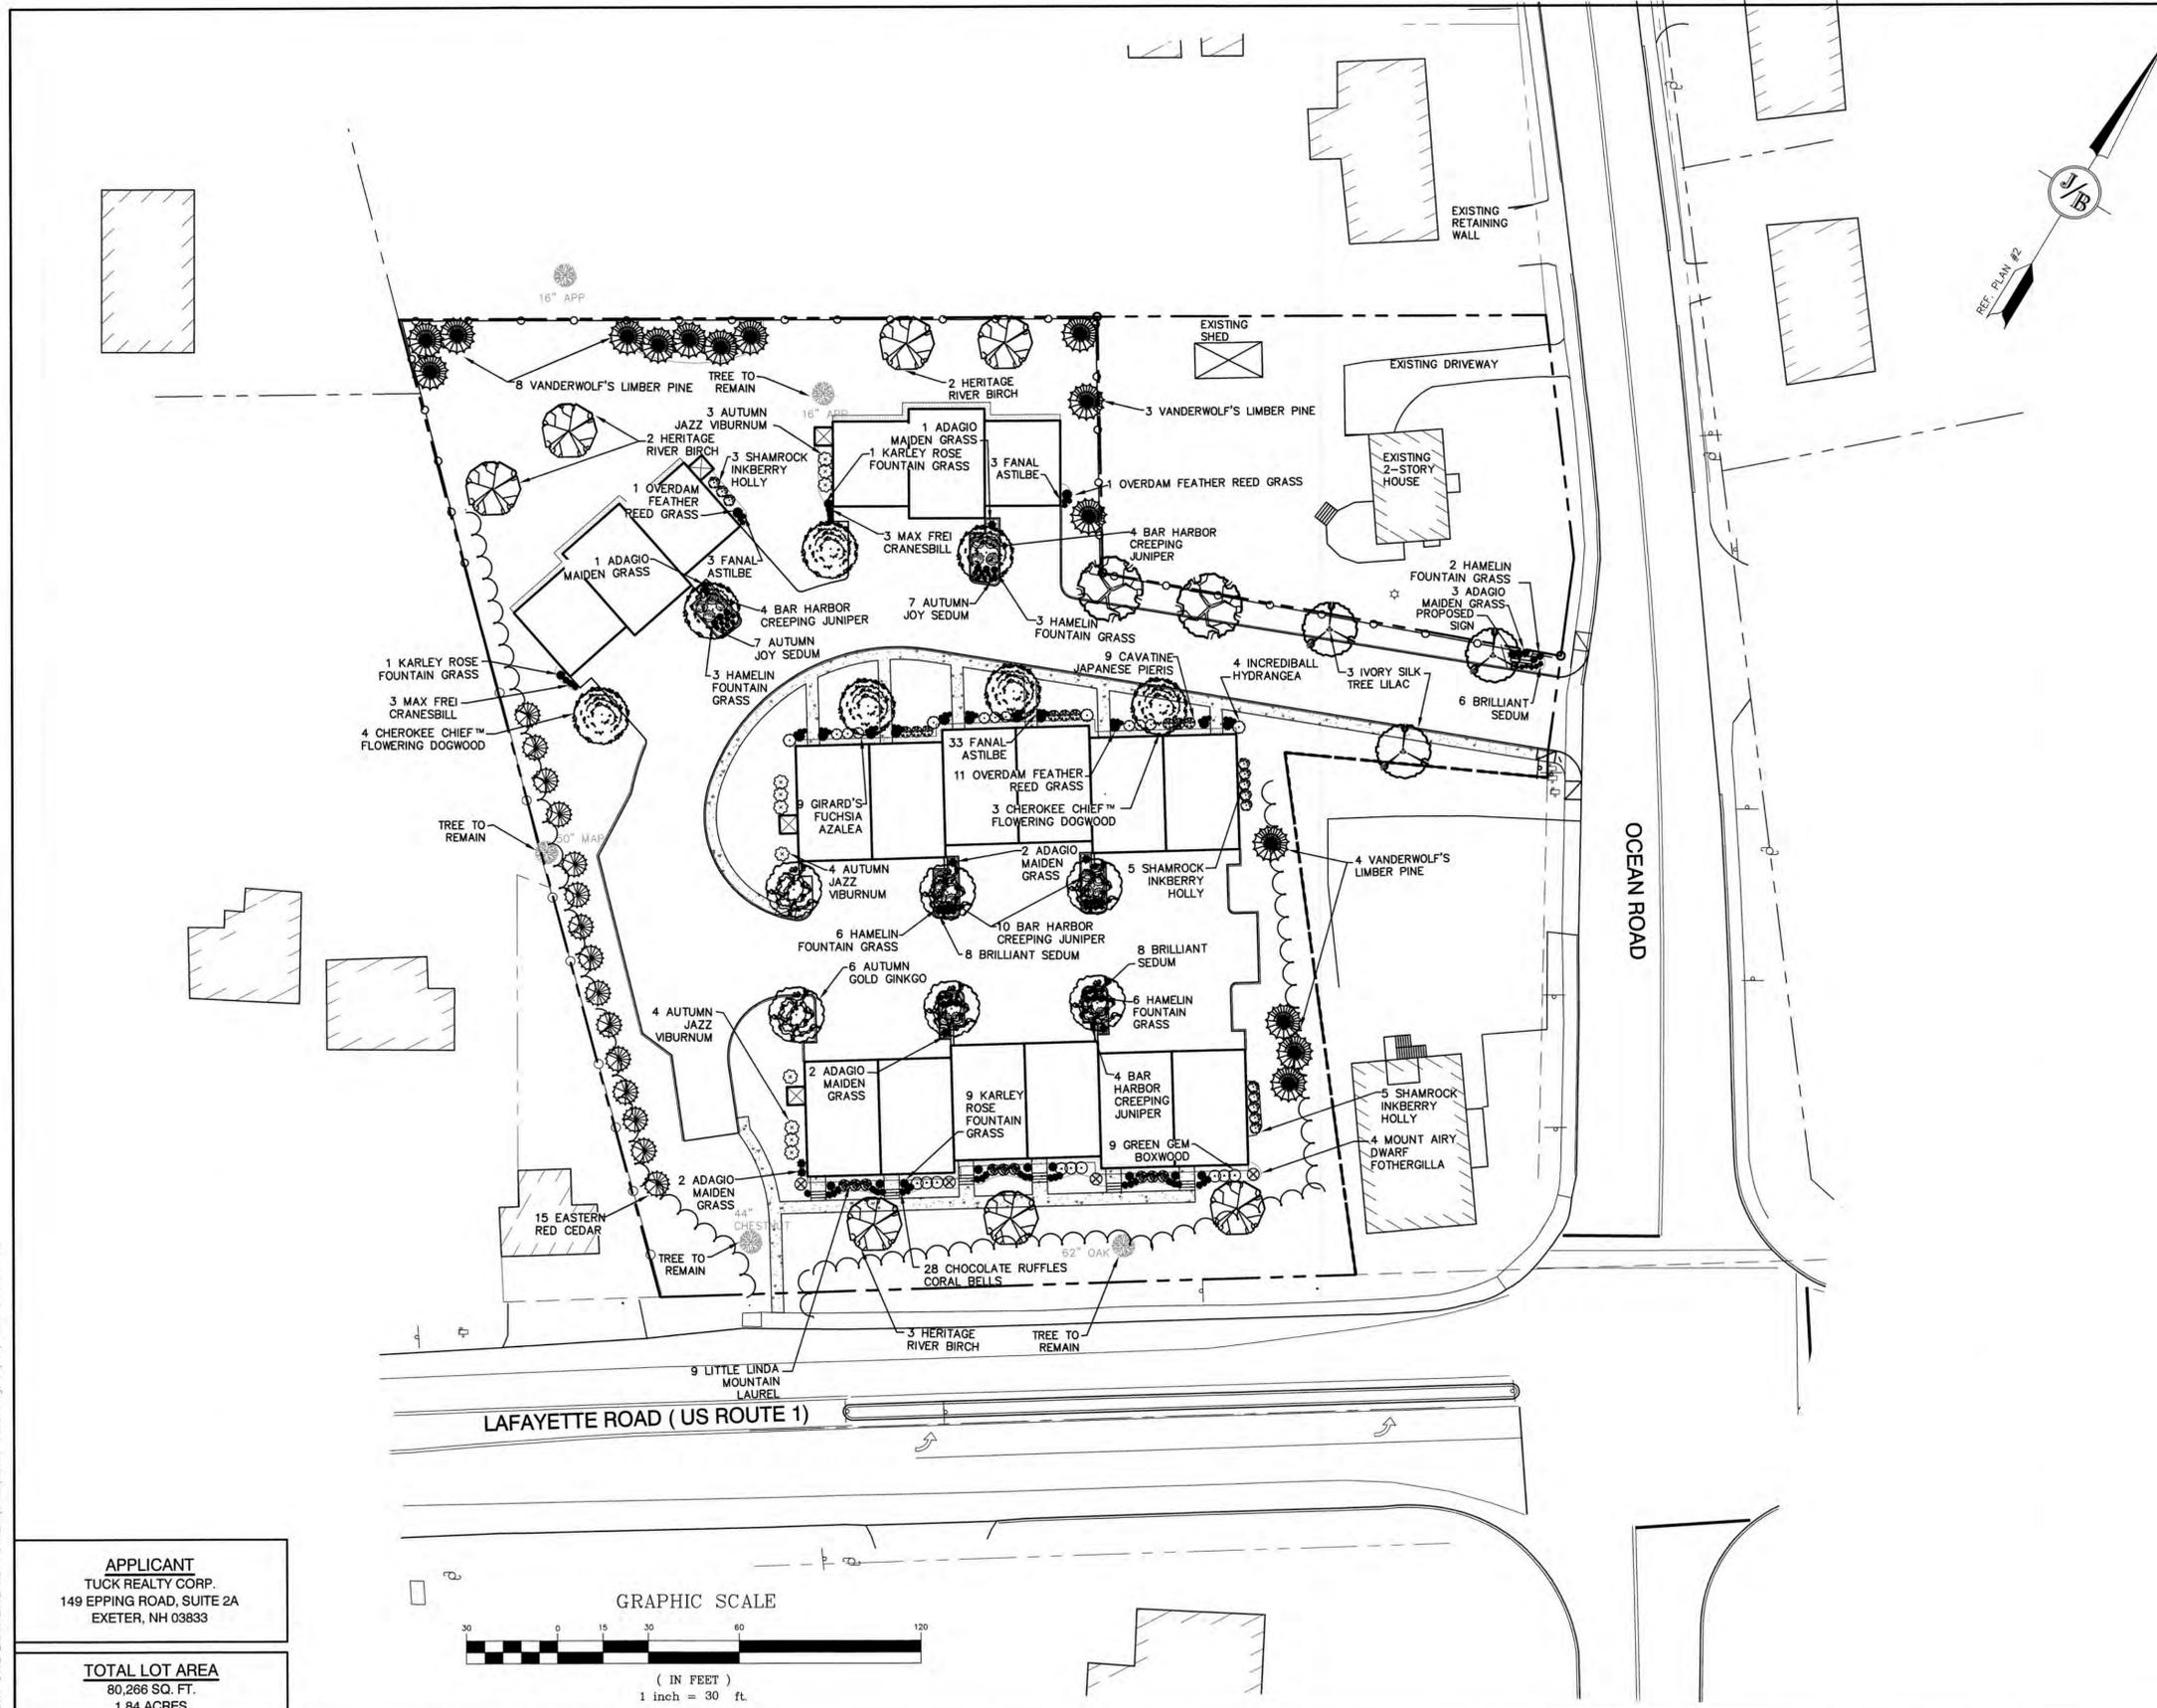 EXISTING
RETAINING
WALL
J/B
REF. PLAN #2
16" APP
EXISTING
SHED
EXISTING DRIVEWAY
8 VANDERWOLF'S LIMBER PINE
TREE TO
REMAIN
16" APP
2 HERITAGE
RIVER BIRCH
3 VANDERWOLF'S LIMBER PINE
3 AUTUMN
JAZZ VIBURNUM
2 HERITAGE
RIVER BIRCH
1 ADAGIO
MAIDEN GRASS
1 KARLEY ROSE
FOUNTAIN GRASS
3 SHAMROCK
INKBERRY
HOLLY
3 FANAL
ASTILBE
EXISTING
2-STORY
HOUSE
1 OVERDAM
FEATHER
REED GRASS
1 OVERDAM FEATHER REED GRASS
3 MAX FREI
CRANESBILL
4 BAR HARBOR
CREEPING
JUNIPER
1 ADAGIO
MAIDEN GRASS
3 FANAL
ASTILBE
2 HAMELIN
FOUNTAIN GRASS
3 ADAGIO
MAIDEN GRASS
PROPOSED
SIGN
4 BAR HARBOR
CREEPING JUNIPER
7 AUTUMN
JOY SEDUM
3 HAMELIN
FOUNTAIN GRASS
7 AUTUMN
JOY SEDUM
1 KARLEY ROSE
FOUNTAIN GRASS
3 HAMELIN
FOUNTAIN
GRASS
9 CAVATINE
JAPANESE PIERIS
4 INCREDIBALL
HYDRANGEA
3 IVORY SILK
TREE LILAC
6 BRILLIANT
SEDUM
3 MAX FREI
CRANESBILL
4 CHEROKEE CHIEF™
FLOWERING DOGWOOD
33 FANAL
ASTILBE
11 OVERDAM FEATHER
REED GRASS
9 GIRARD'S
FUCHSIA
AZALEA
3 CHEROKEE CHIEF™
FLOWERING DOGWOOD
TREE TO
REMAIN
50" MAP
2 ADAGIO
MAIDEN
GRASS
4 AUTUMN
JAZZ
VIBURNUM
5 SHAMROCK
INKBERRY
HOLLY
4 VANDERWOLF'S
LIMBER PINE
OCEAN ROAD
6 HAMELIN
FOUNTAIN GRASS
10 BAR HARBOR
CREEPING JUNIPER
8 BRILLIANT SEDUM
8 BRILLIANT
SEDUM
6 AUTUMN
GOLD GINKGO
4 AUTUMN
JAZZ
VIBURNUM
6 HAMELIN
FOUNTAIN
GRASS
2 ADAGIO
MAIDEN
GRASS
9 KARLEY
ROSE
FOUNTAIN
GRASS
4 BAR
HARBOR
CREEPING
JUNIPER
5 SHAMROCK
INKBERRY
HOLLY
9 GREEN GEM
BOXWOOD
4 MOUNT AIRY
DWARF
FOTHERGILLA
2 ADAGIO
MAIDEN
GRASS
15 EASTERN
RED CEDAR
44"
CHESTNUT
TREE TO
REMAIN
62" OAK
28 CHOCOLATE RUFFLES
CORAL BELLS
3 HERITAGE
RIVER BIRCH
TREE TO
REMAIN
9 LITTLE LINDA
MOUNTAIN
LAUREL
LAFAYETTE ROAD ( US ROUTE 1)
APPLICANT
TUCK REALTY CORP.
149 EPPING ROAD, SUITE 2A
EXETER, NH 03833
TOTAL LOT AREA
80,266 SQ. FT.
1.84 ACRES
GRAPHIC SCALE
30 0 15 30 60 120
( IN FEET )
1 inch = 30 ft.